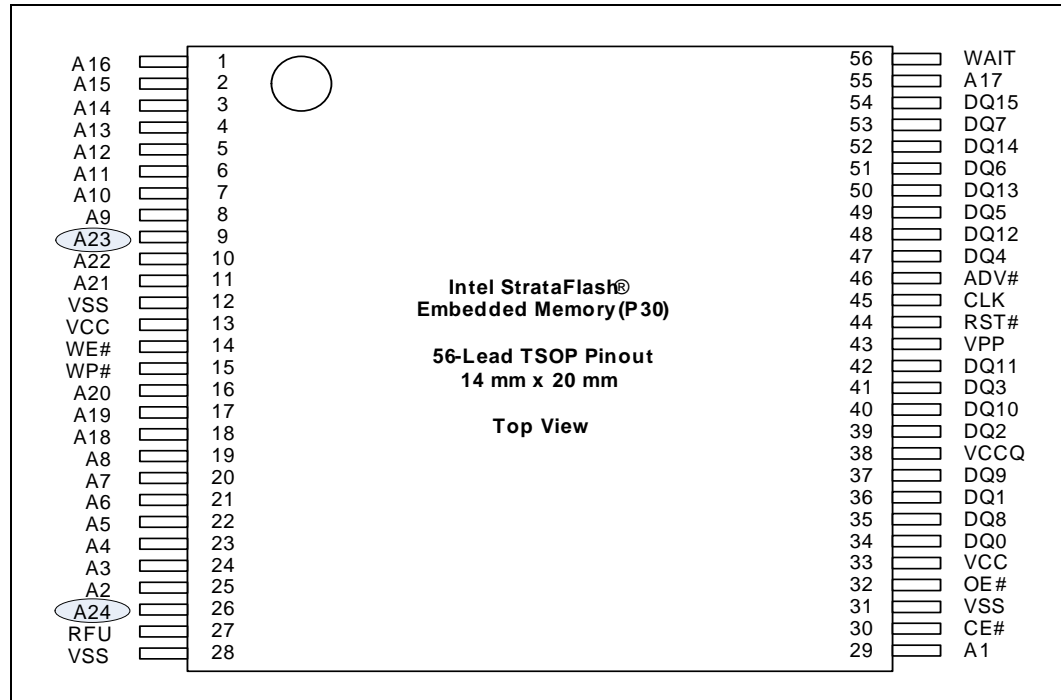 A16 1
A15 2
A14 3
A13 4
A12 5
A11 6
A10 7
A9 8
A23 9
A22 10
A21 11
VSS 12
VCC 13
WE# 14
WP# 15
A20 16
A19 17
A18 18
A8 19
A7 20
A6 21
A5 22
A4 23
A3 24
A2 25
A24 26
RFU 27
VSS 28
Intel StrataFlash®
Embedded Memory (P30)
56-Lead TSOP Pinout
14 mm x 20 mm
Top View
56 WAIT
55 A17
54 DQ15
53 DQ7
52 DQ14
51 DQ6
50 DQ13
49 DQ5
48 DQ12
47 DQ4
46 ADV#
45 CLK
44 RST#
43 VPP
42 DQ11
41 DQ3
40 DQ10
39 DQ2
38 VCCQ
37 DQ9
36 DQ1
35 DQ8
34 DQ0
33 VCC
32 OE#
31 VSS
30 CE#
29 A1